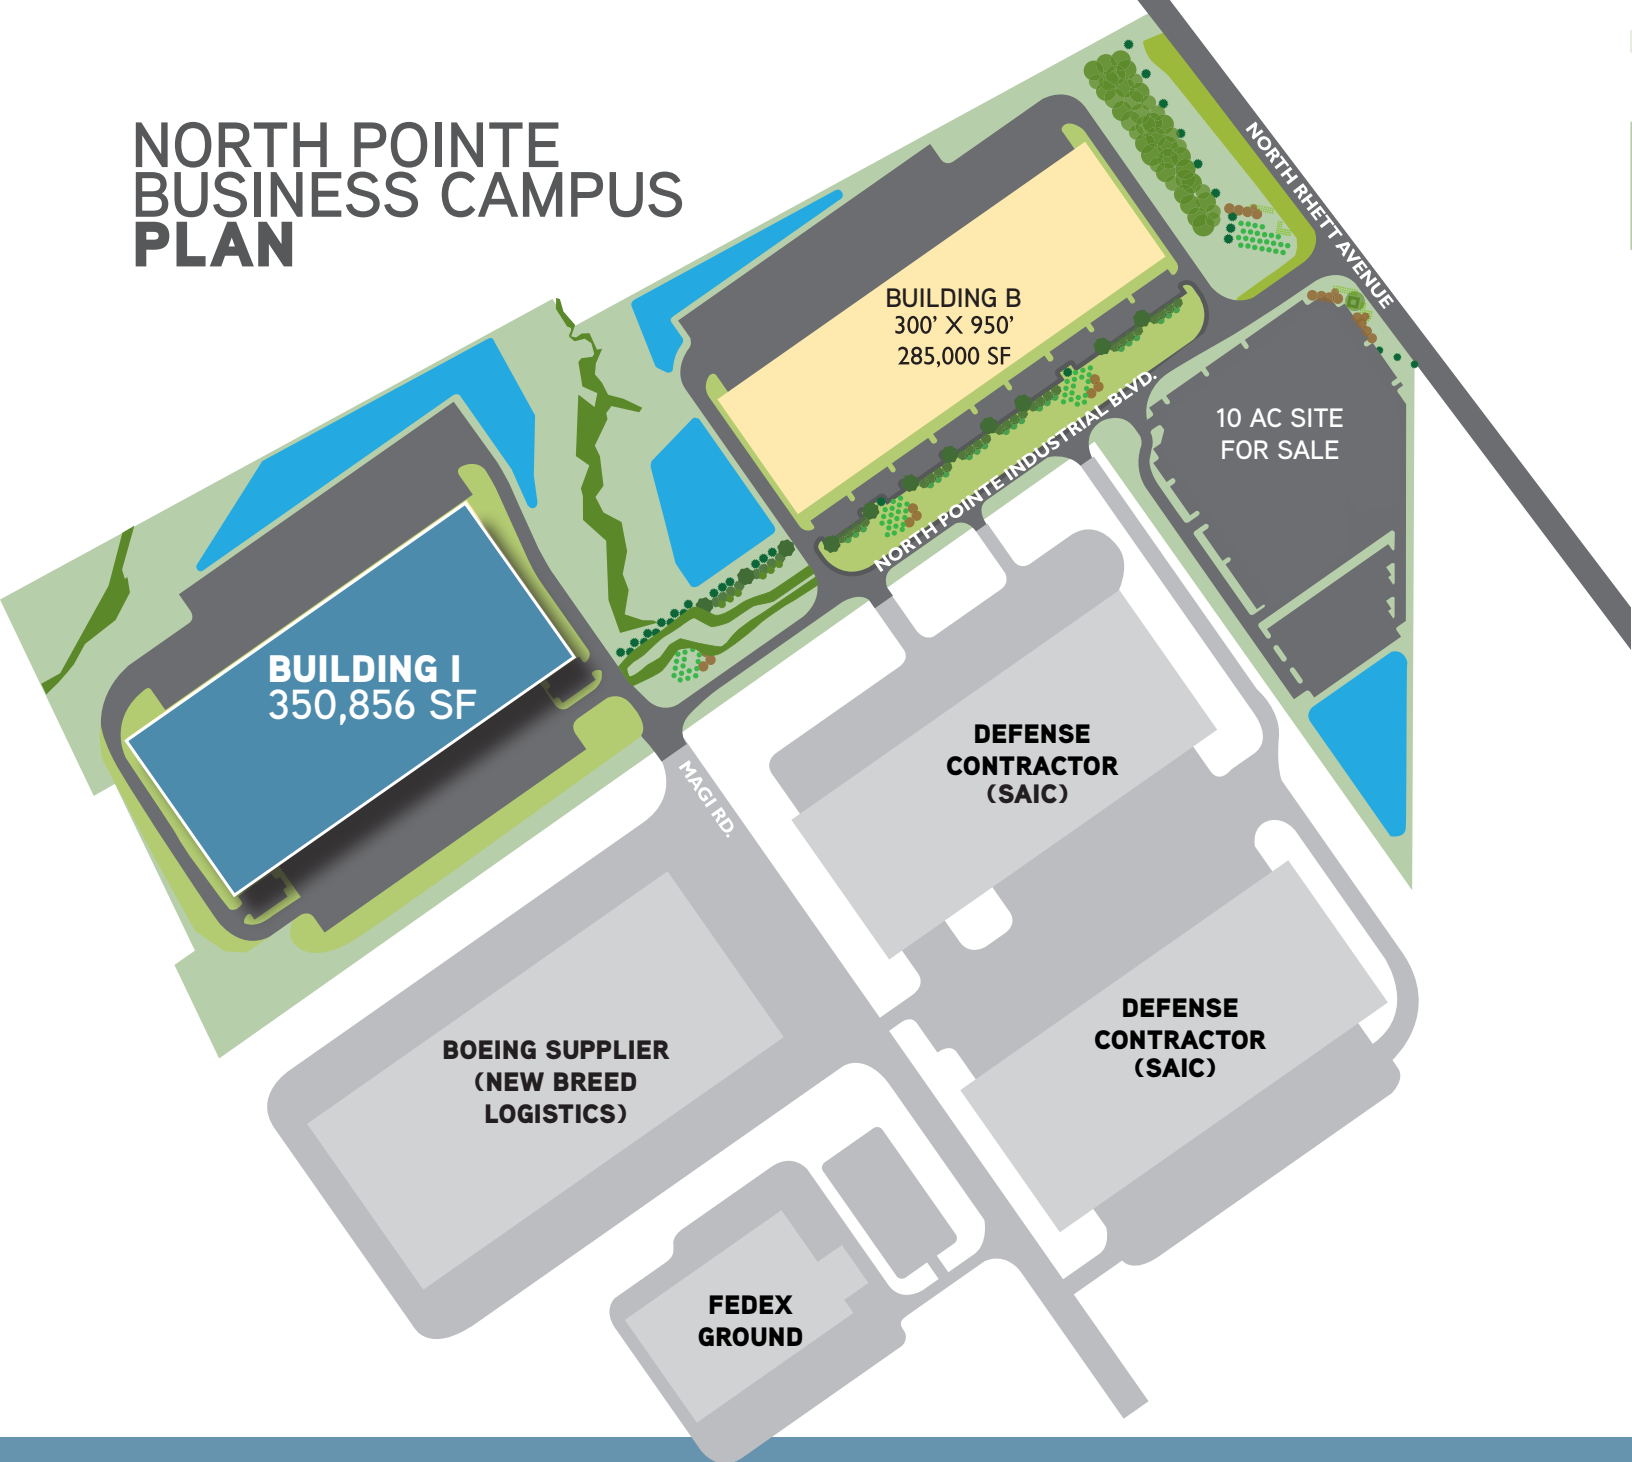 NORTH POINTE
BUSINESS CAMPUS
PLAN
NORTH RHETT AVENUE
BUILDING B
300’ X 950’
285,000 SF
10 AC SITE
FOR SALE
NORTH POINTE INDUSTRIAL BLVD.
BUILDING I
350,856 SF
MAGI RD.
DEFENSE
CONTRACTOR
(SAIC)
DEFENSE
CONTRACTOR
(SAIC)
BOEING SUPPLIER
(NEW BREED
LOGISTICS)
FEDEX
GROUND